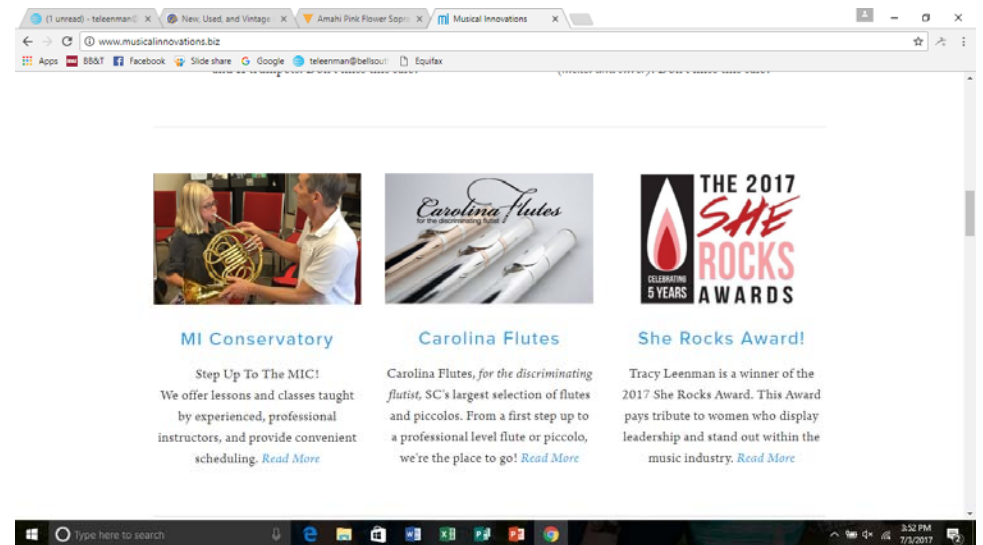 (1 unread) - teleenman@
New, Used, and Vintage
Amahi Pink Flower Sopra
Musical Innovations
www.musicalinnovations.biz
Apps
BB&T
Facebook
Slide share
Google
teleenman@bellsout
Equifax
THE 2017
SHE
ROCKS
AWARDS
CELEBRATING
5 YEARS
Carolina Flutes
for the discriminating flutist
MI Conservatory
Step Up To The MIC!
We offer lessons and classes taught
by experienced, professional
instructors, and provide convenient
scheduling. Read More
Carolina Flutes
Carolina Flutes, for the discriminating
flutist, SC's largest selection of flutes
and piccolos. From a first step up to
a professional level flute or piccolo,
we're the place to go! Read More
She Rocks Award!
Tracy Leenman is a winner of the
2017 She Rocks Award. This Award
pays tribute to women who display
leadership and stand out within the
music industry. Read More
Type here to search
3:52 PM
7/3/2017